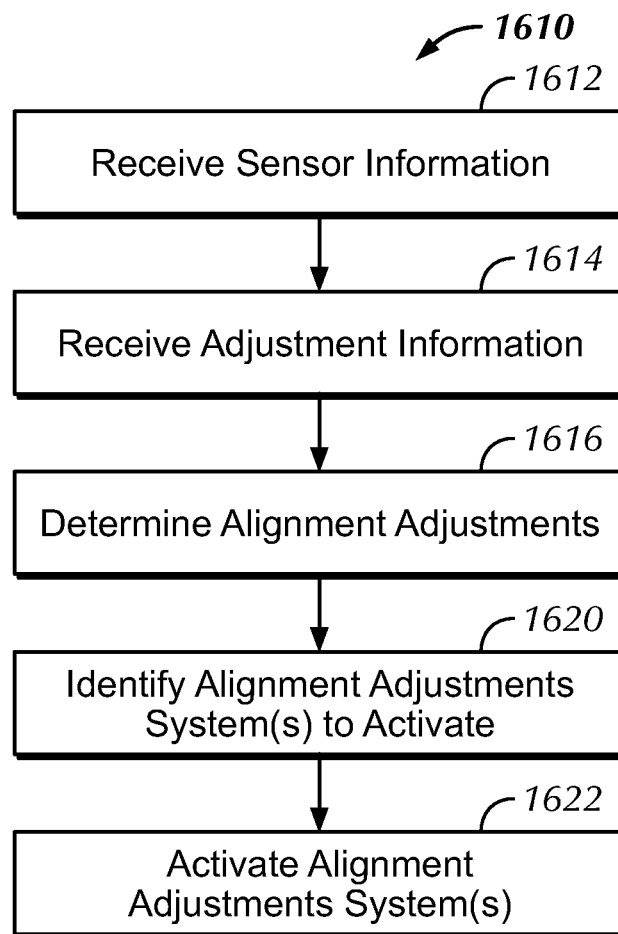 1610
1612
Receive Sensor Information
1614
Receive Adjustment Information
1616
Determine Alignment Adjustments
1620
Identify Alignment Adjustments
System(s) to Activate
1622
Activate Alignment
Adjustments System(s)